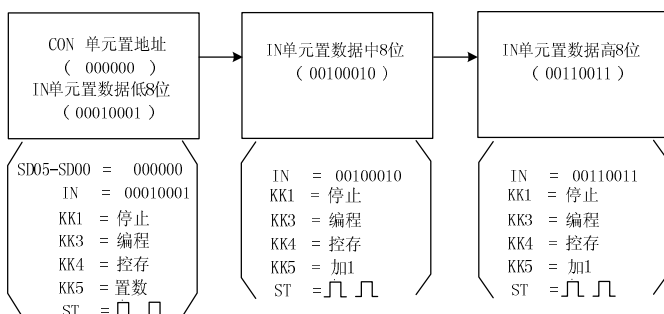 CON 单元置地址
( 000000 )
IN单元置数据低8位
( 00010001 )
IN单元置数据中8位
( 00100010 )
IN单元置数据高8位
( 00110011 )
SD05-SD00 = 000000
IN = 00010001
KK1 = 停止
KK3 = 编程
KK4 = 控存
KK5 = 置数
ST =
IN = 00100010
KK1 = 停止
KK3 = 编程
KK4 = 控存
KK5 = 加1
ST =
IN = 00110011
KK1 = 停止
KK3 = 编程
KK4 = 控存
KK5 = 加1
ST =